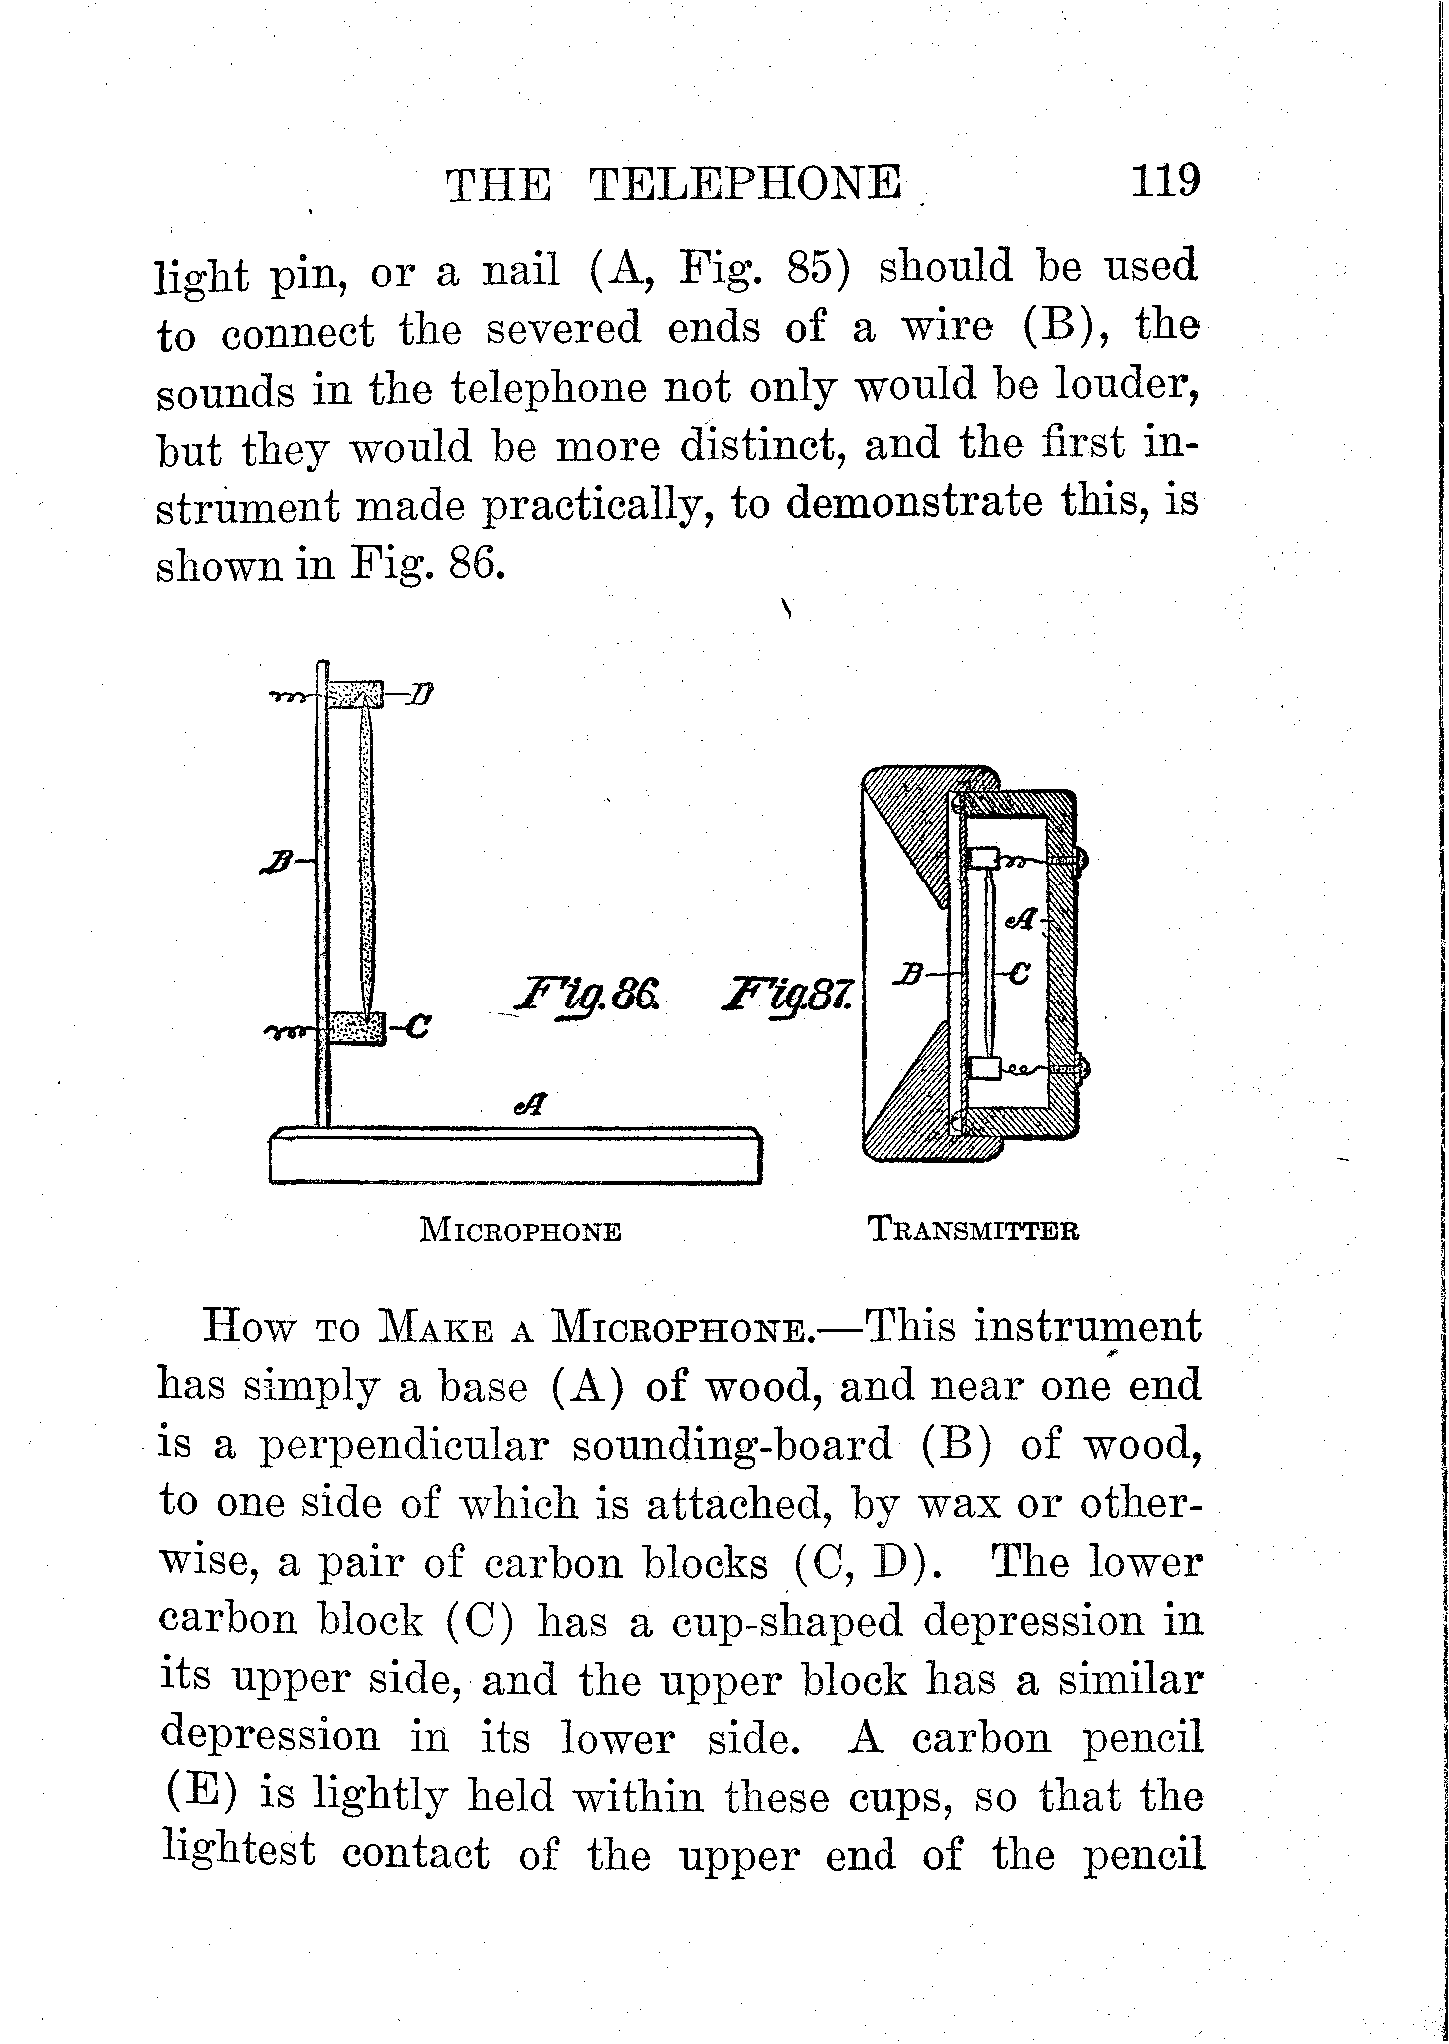 THE TELEPHONE 119
light pin, or a nail (A, Fig. 85) should be used
to connect the severed ends of a wire (B), the
sounds in the telephone not only would be louder,
but they would be more distinct, and the first in-
strument made practically, to demonstrate this, is
shown in Fig. 86.
D
B
C
A
Fig. 86.
Fig. 87.
B
A
C
MICROPHONE
TRANSMITTER
HOW TO MAKE A MICROPHONE.—This instrument
has simply a base (A) of wood, and near one end
is a perpendicular sounding-board (B) of wood,
to one side of which is attached, by wax or other-
wise, a pair of carbon blocks (C, D). The lower
carbon block (C) has a cup-shaped depression in
its upper side, and the upper block has a similar
depression in its lower side. A carbon pencil
(E) is lightly held within these cups, so that the
lightest contact of the upper end of the pencil